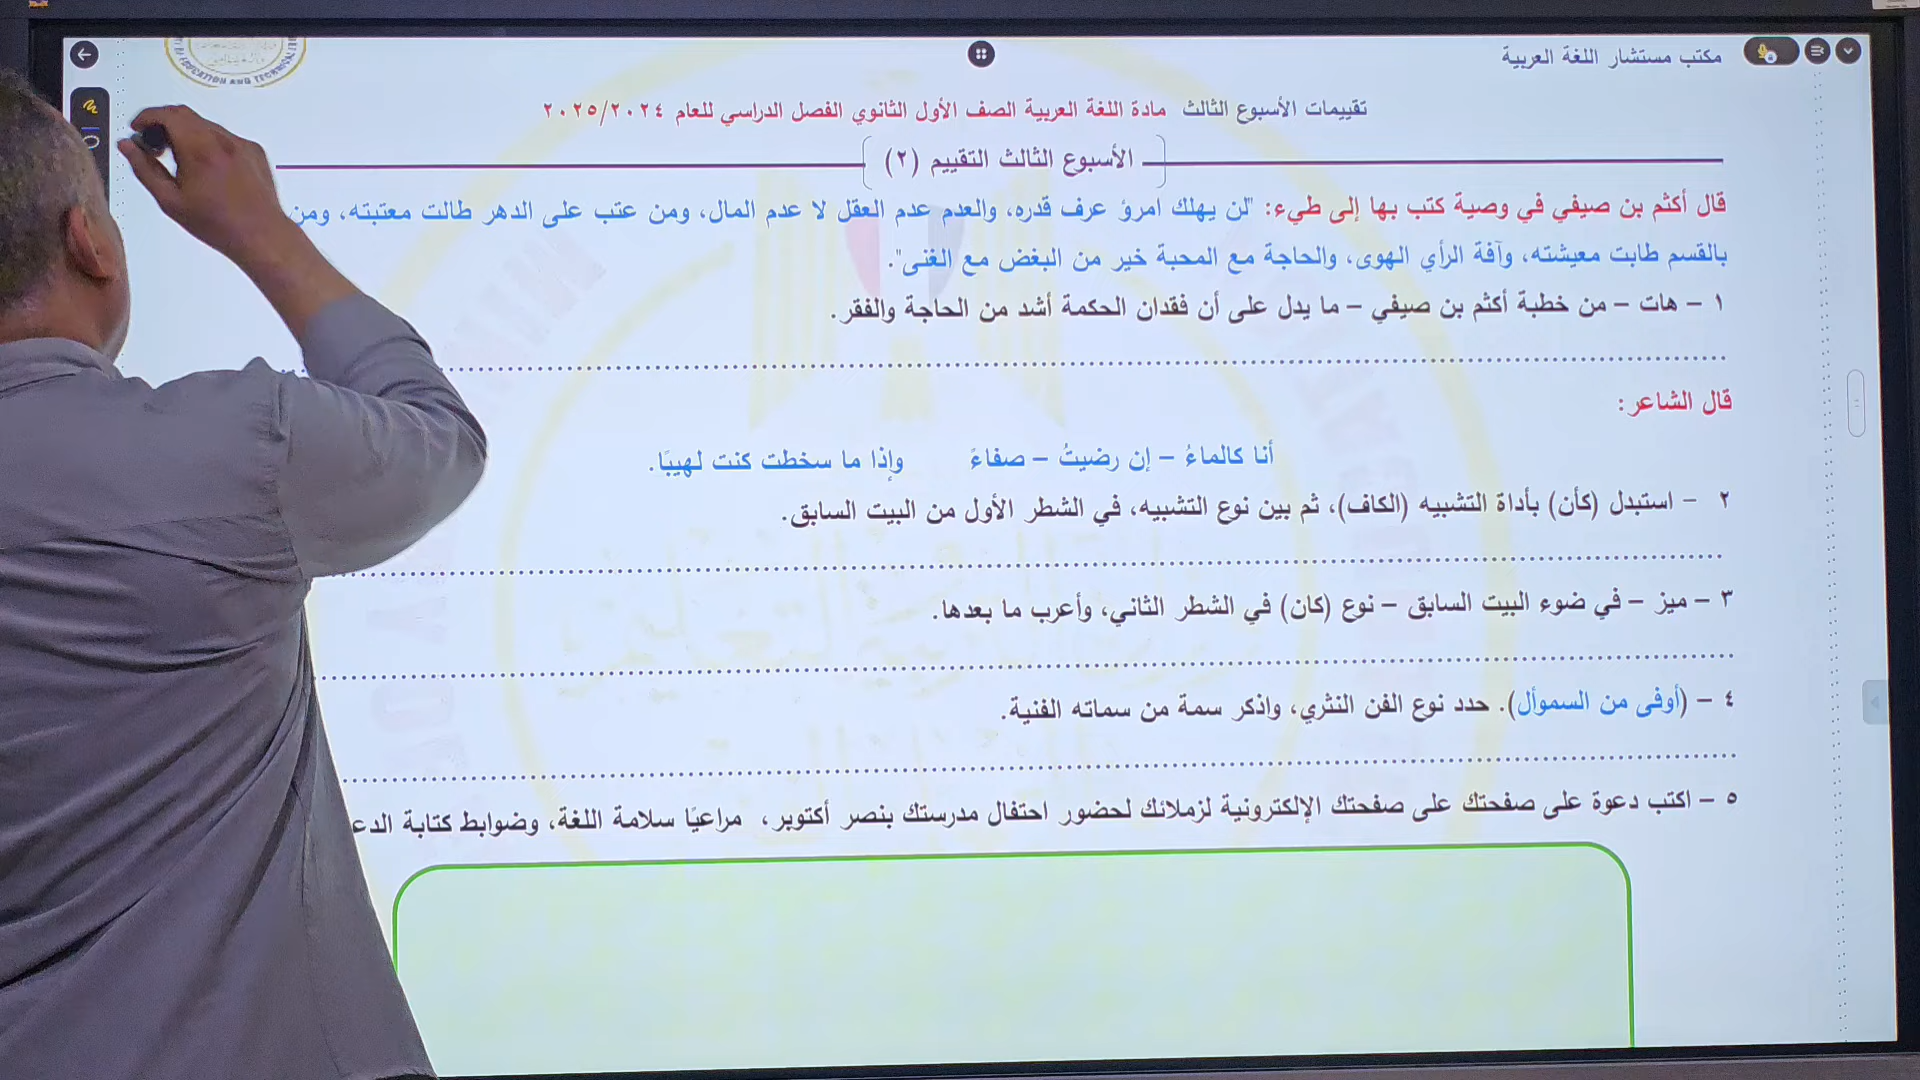 مكتب مستشار اللغة العربية
EDUCATION AND TECHNICAL
تقييمات الأسبوع الثالث مادة اللغة العربية الصف الأول الثانوي الفصل الدراسي للعام ٢٠٢٥/٢٠٢٤
الأسبوع الثالث التقييم (٢)
قال أكثم بن صيفي في وصية كتب بها إلى طيء: "لن يهلك امرؤ عرف قدره، والعدم عدم العقل لا عدم المال، ومن عتب على الدهر طالت معتبته، ومن
بالقسم طابت معيشته، وآفة الرأي الهوى، والحاجة مع المحبة خير من البغض مع الغنى".
١ – هات – من خطبة أكثم بن صيفي – ما يدل على أن فقدان الحكمة أشد من الحاجة والفقر.
قال الشاعر:
أنا كالماءُ – إن رضيتُ – صفاءً وإذا ما سخطت كنت لهيبًا.
٢ – استبدل (كأن) بأداة التشبيه (الكاف)، ثم بين نوع التشبيه، في الشطر الأول من البيت السابق.
٣ – ميز – في ضوء البيت السابق – نوع (كان) في الشطر الثاني، وأعرب ما بعدها.
٤ – (أوفى من السموأل). حدد نوع الفن النثري، واذكر سمة من سماته الفنية.
٥ – اكتب دعوة على صفحتك على صفحتك الإلكترونية لزملائك لحضور احتفال مدرستك بنصر أكتوبر، مراعيًا سلامة اللغة، وضوابط كتابة